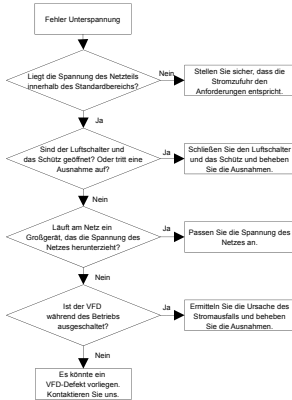 Fehler Unterspannung
Liegt die Spannung des Netzteils
innerhalb des Standardbereichs?
Nein
Stellen Sie sicher, dass die
Stromzufuhr den
Anforderungen entspricht.
Ja
Sind der Luftschalter und
das Schütz geöffnet? Oder tritt eine
Ausnahme auf?
Ja
Schließen Sie den Luftschalter
und das Schütz und beheben
Sie die Ausnahmen.
Nein
Läuft am Netz ein
Großgerät, das die Spannung des
Netzes herunterzieht?
Ja
Passen Sie die Spannung des
Netzes an.
Nein
Ist der VFD
während des Betriebs
ausgeschaltet?
Ja
Ermitteln Sie die Ursache des
Stromausfalls und beheben
Sie die Ausnahmen.
Nein
Es könnte ein
VFD-Defekt vorliegen.
Kontaktieren Sie uns.